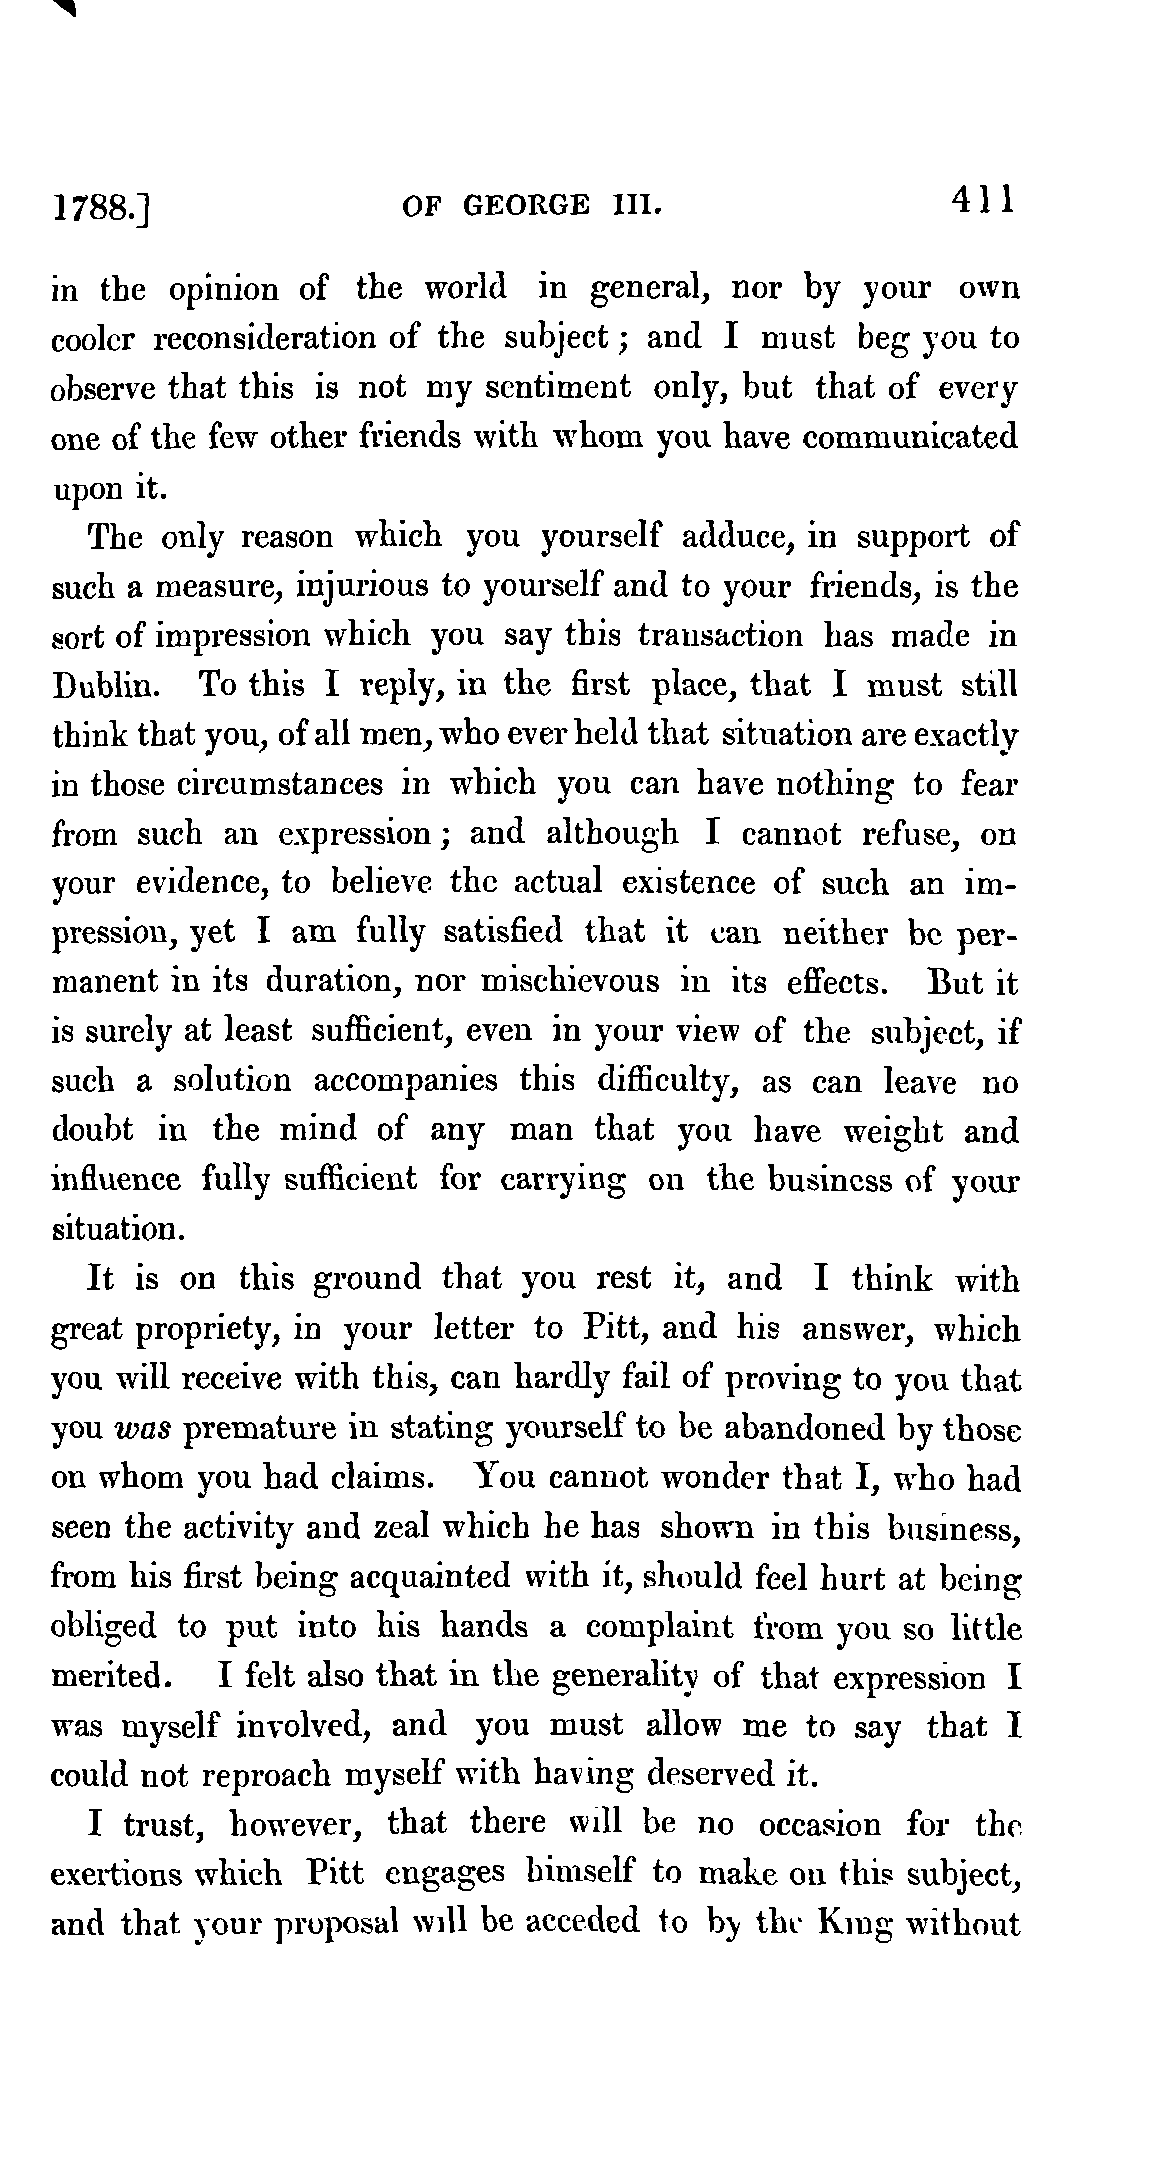 1788.] OF GEORGE III. 411
in the opinion of the world in general, nor by your own
cooler reconsideration of the subject ; and I must beg you to
observe that this is not my sentiment only, but that of every
one of the few other friends with whom you have communicated
upon it.
The only reason which you yourself adduce, in support of
such a measure, injurious to yourself and to your friends, is the
sort of impression which you say this transaction has made in
Dublin. To this I reply, in the first place, that I must still
think that you, of all men, who ever held that situation are exactly
in those circumstances in which you can have nothing to fear
from such an expression ; and although I cannot refuse, on
your evidence, to believe the actual existence of such an im-
pression, yet I am fully satisfied that it can neither be per-
manent in its duration, nor mischievous in its effects. But it
is surely at least sufficient, even in your view of the subject, if
such a solution accompanies this difficulty, as can leave no
doubt in the mind of any man that you have weight and
influence fully sufficient for carrying on the business of your
situation.
It is on this ground that you rest it, and I think with
great propriety, in your letter to Pitt, and his answer, which
you will receive with this, can hardly fail of proving to you that
you was premature in stating yourself to be abandoned by those
on whom you had claims. You cannot wonder that I, who had
seen the activity and zeal which he has shown in this business,
from his first being acquainted with it, should feel hurt at being
obliged to put into his hands a complaint from you so little
merited. I felt also that in the generality of that expression I
was myself involved, and you must allow me to say that I
could not reproach myself with having deserved it.
I trust, however, that there will be no occasion for the
exertions which Pitt engages himself to make on this subject,
and that your proposal will be acceded to by the King without